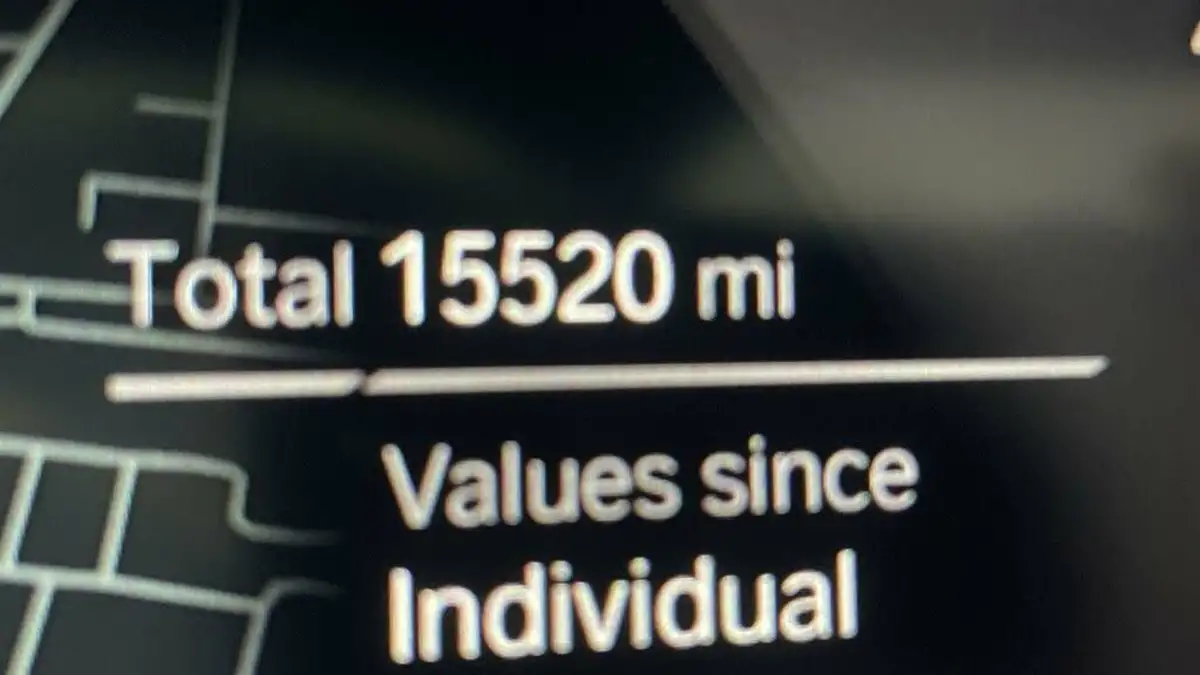 Total 15520 mi
Values since
Individual